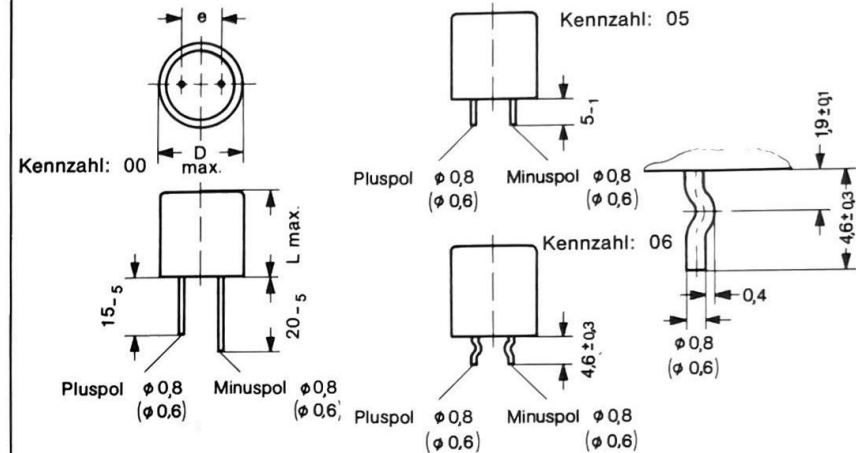 e
D
max.
Kennzahl: 00
L max.
15-5
20-5
Pluspol ϕ 0,8 Minuspol ϕ 0,8
(ϕ 0,6) (ϕ 0,6)
Kennzahl: 05
5-1
Pluspol ϕ 0,8 Minuspol ϕ 0,8
(ϕ 0,6) (ϕ 0,6)
Kennzahl: 06
4,6±0,3
Pluspol ϕ 0,8 Minuspol ϕ 0,8
(ϕ 0,6) (ϕ 0,6)
1,9±0,1
4,6±0,3
0,4
ϕ 0,8
(ϕ 0,6)